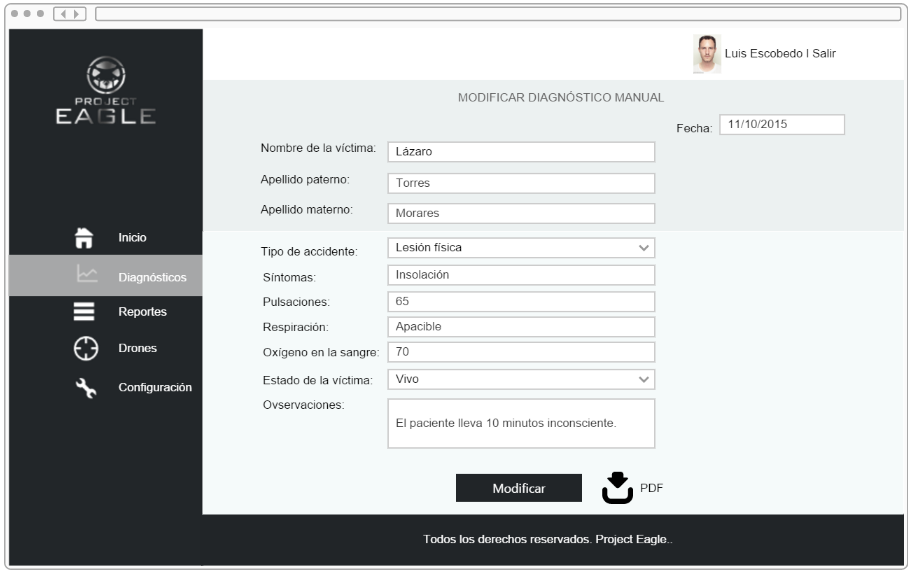 Luis Escobedo I Salir
PROJECT
EAGLE
MODIFICAR DIAGNÓSTICO MANUAL
Fecha: 11/10/2015
Nombre de la víctima: Lázaro
Apellido paterno: Torres
Apellido materno: Morares
Inicio
Diagnósticos
Reportes
Drones
Configuración
Tipo de accidente: Lesión física
Síntomas: Insolación
Pulsaciones: 65
Respiración: Apacible
Oxígeno en la sangre: 70
Estado de la víctima: Vivo
Ovservaciones: El paciente lleva 10 minutos inconsciente.
Modificar PDF
Todos los derechos reservados. Project Eagle..